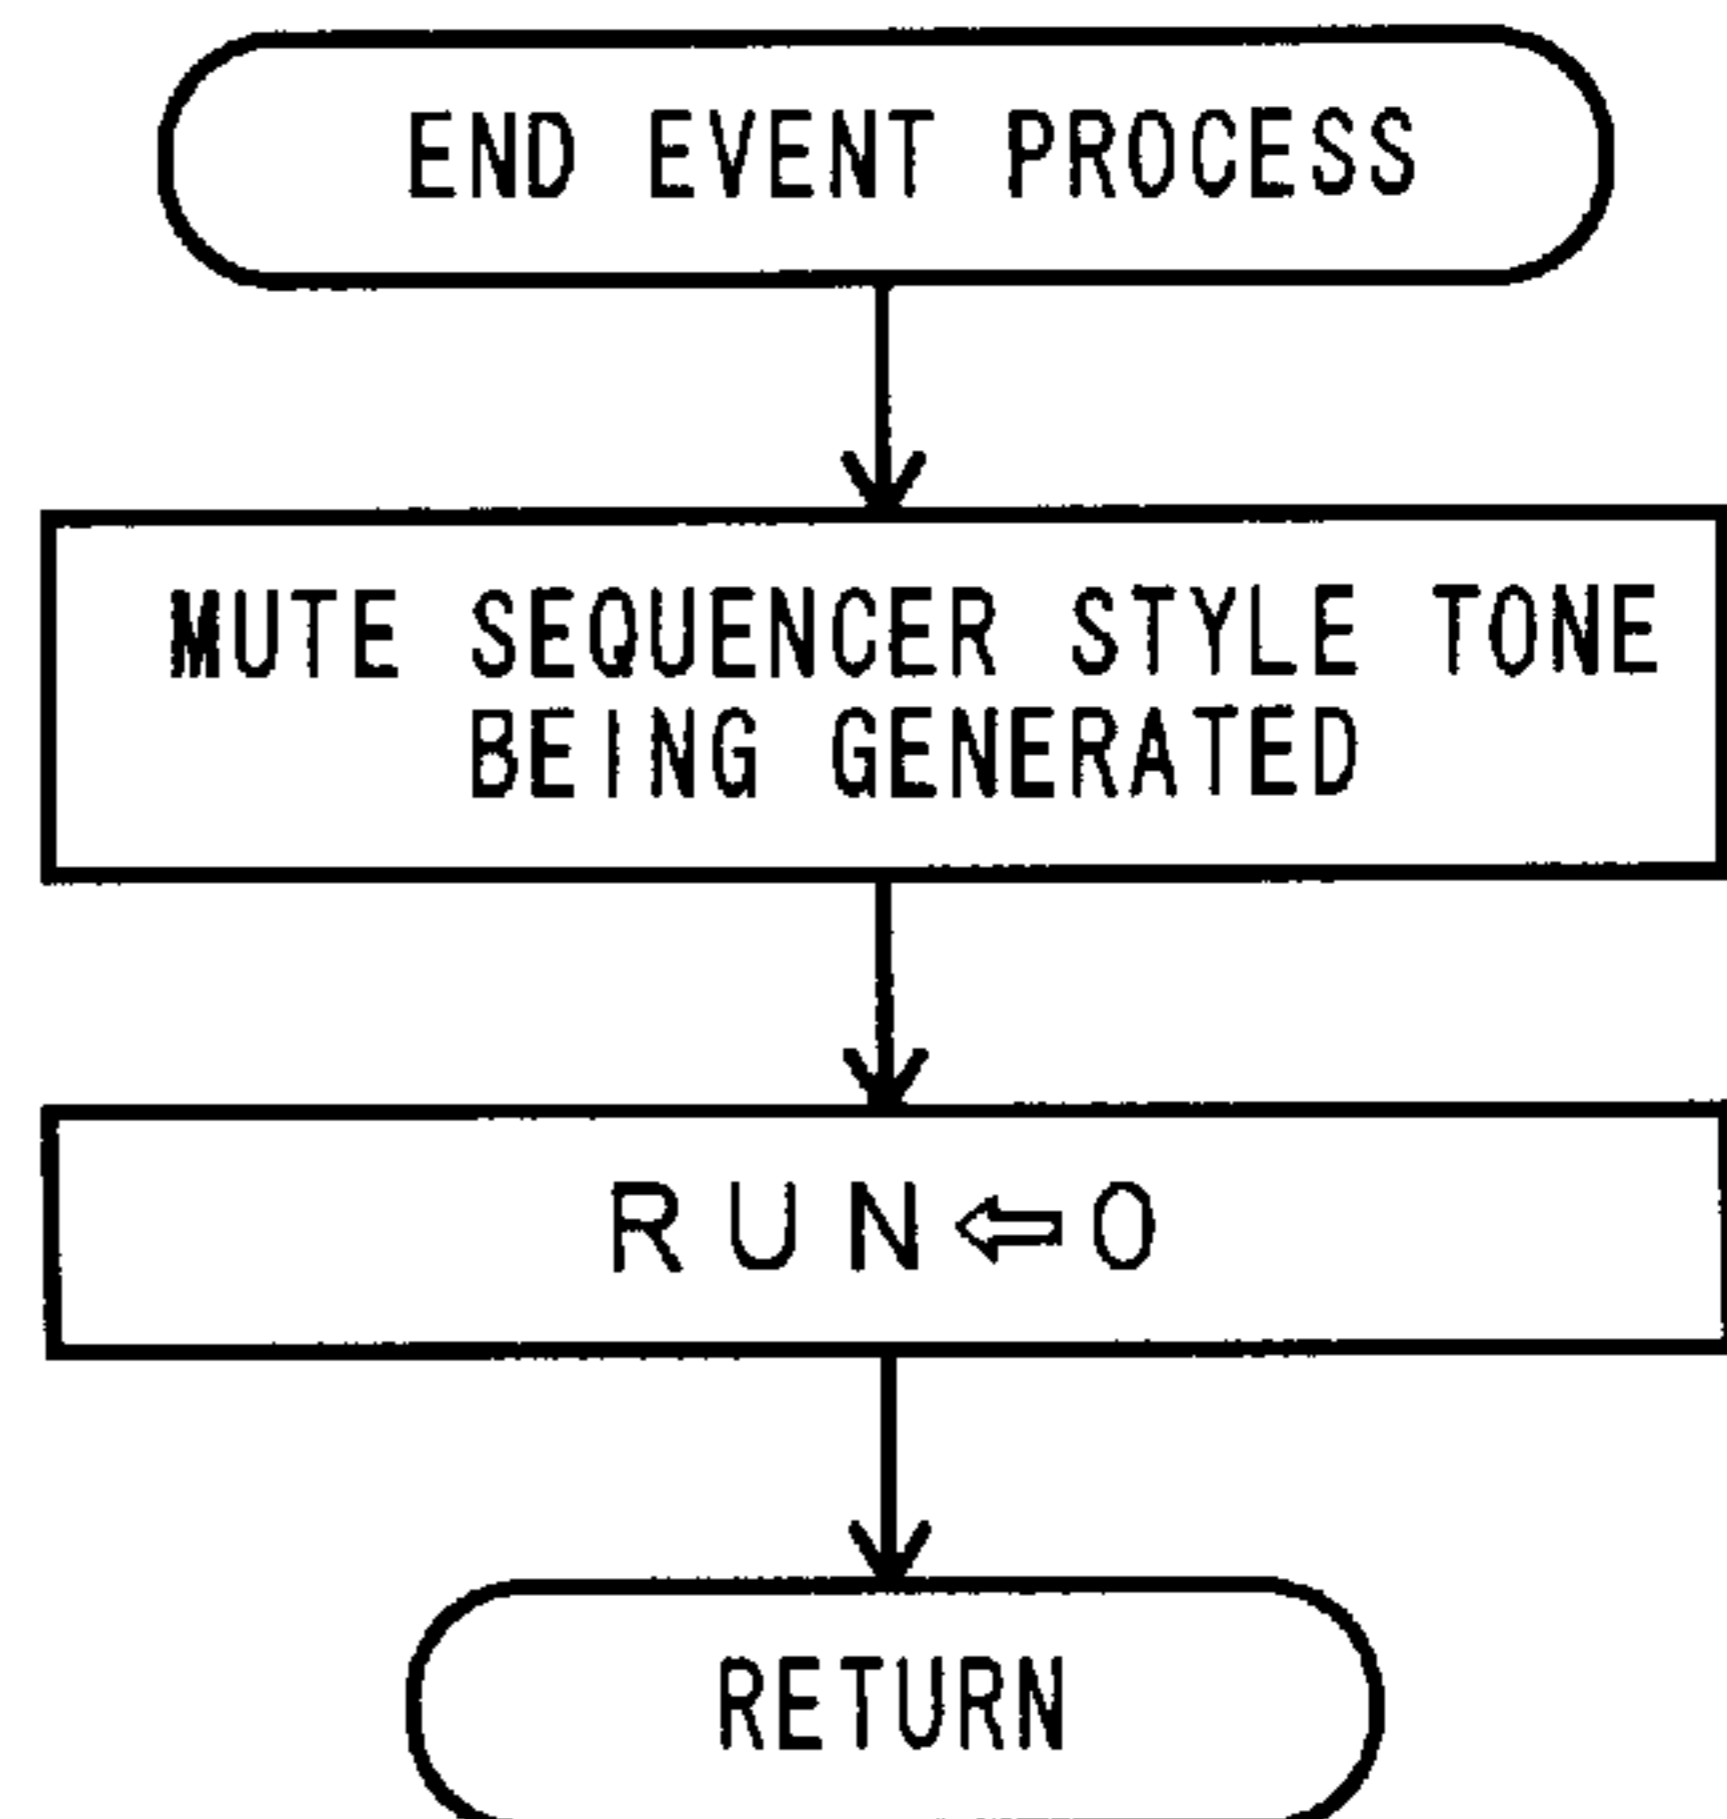 END EVENT PROCESS
MUTE SEQUENCER STYLE TONE
BEING GENERATED
RUN⇐0
RETURN